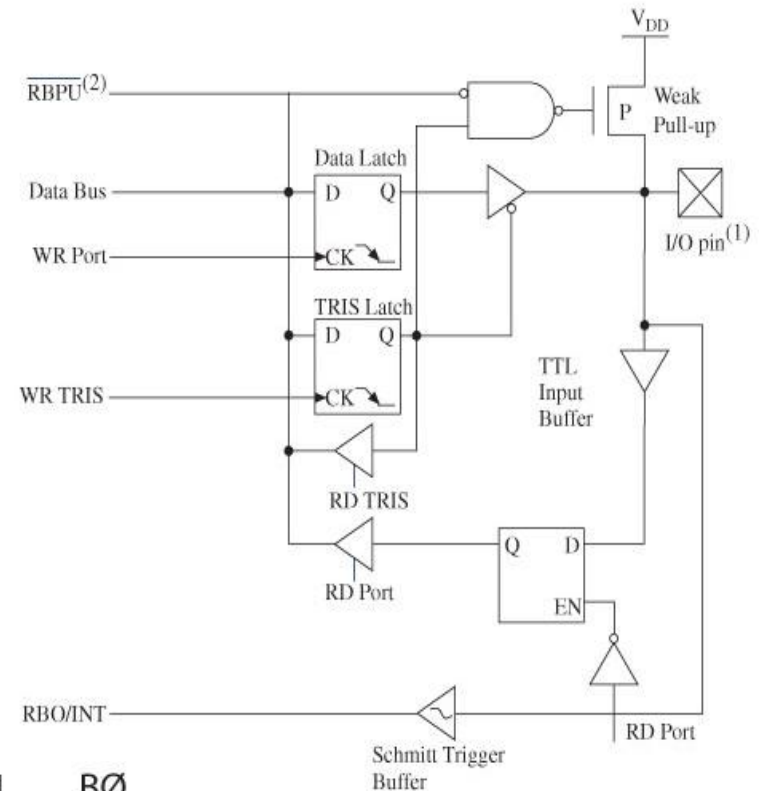 VDD
RBPU(2)
P
Weak
Pull-up
Data Latch
Data Bus
D Q
I/O pin(1)
WR Port
CK
TRIS Latch
D Q
TTL
Input
Buffer
WR TRIS
CK
RD TRIS
Q D
RD Port
EN
RBO/INT
RD Port
Schmitt Trigger
Buffer
BØ